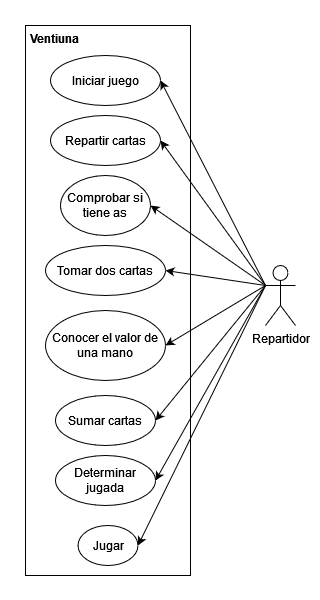 Ventiuna
Iniciar juego
Repartir cartas
Comprobar si
tiene as
Tomar dos cartas
Repartidor
Conocer el valor de
una mano
Sumar cartas
Determinar
jugada
Jugar